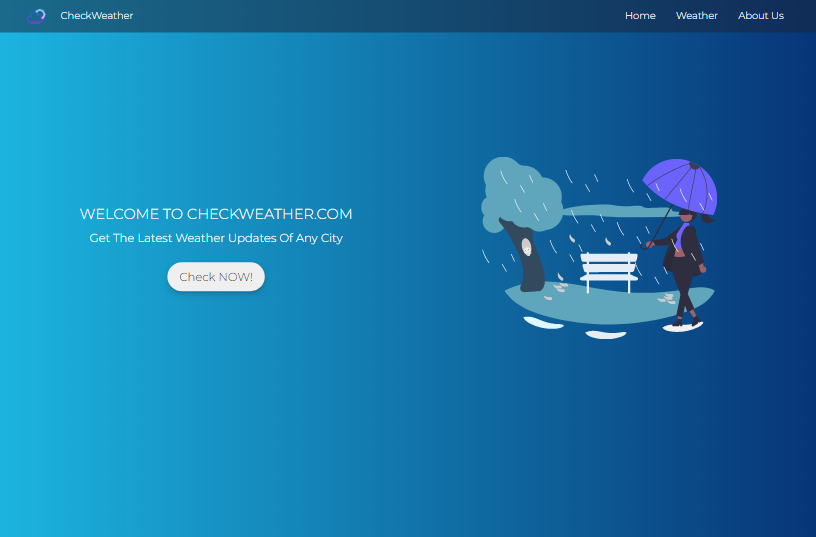 CheckWeather
Home Weather About Us
WELCOME TO CHECKWEATHER.COM
Get The Latest Weather Updates Of Any City
Check NOW!